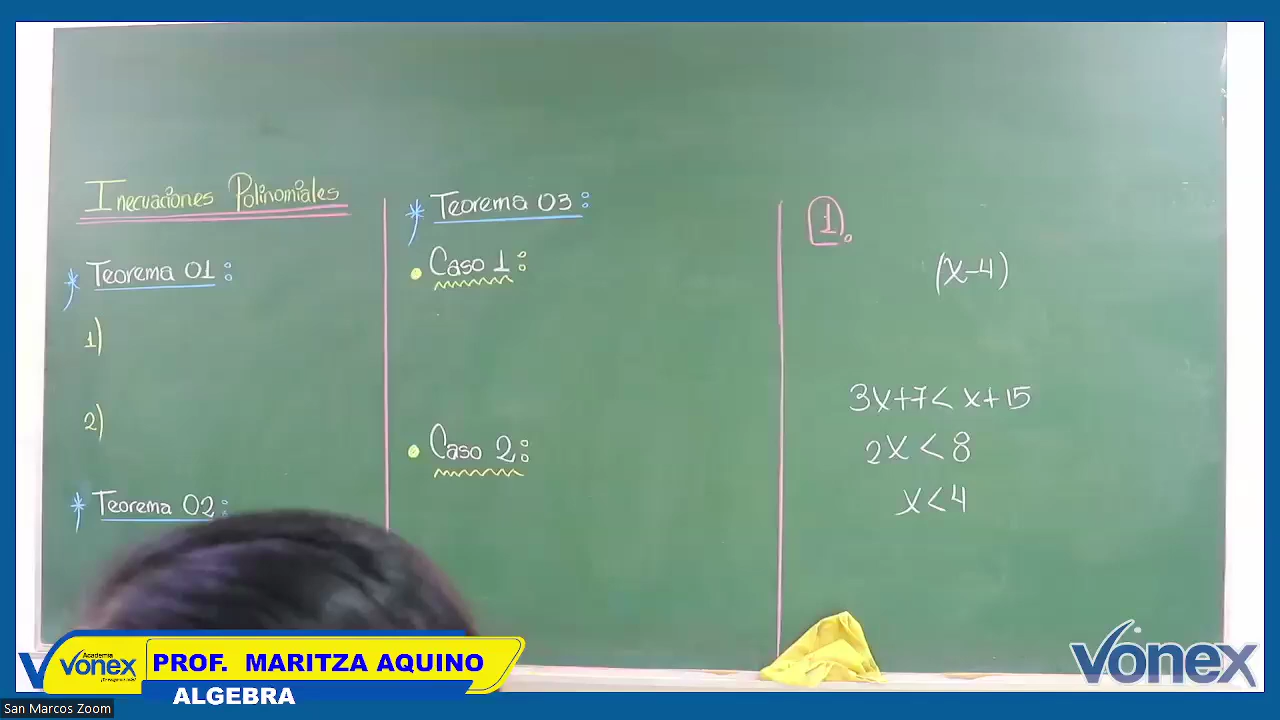 Inecuaciones Polinomiales
* Teorema 01:
1)
2)
* Teorema 02:
* Teorema 03:
• Caso 1:
• Caso 2:
1.
(x-4)
3x+7< x+15
2x < 8
x<4
Academia
Vonex
PROF. MARITZA AQUINO
ALGEBRA
vonex
San Marcos Zoom